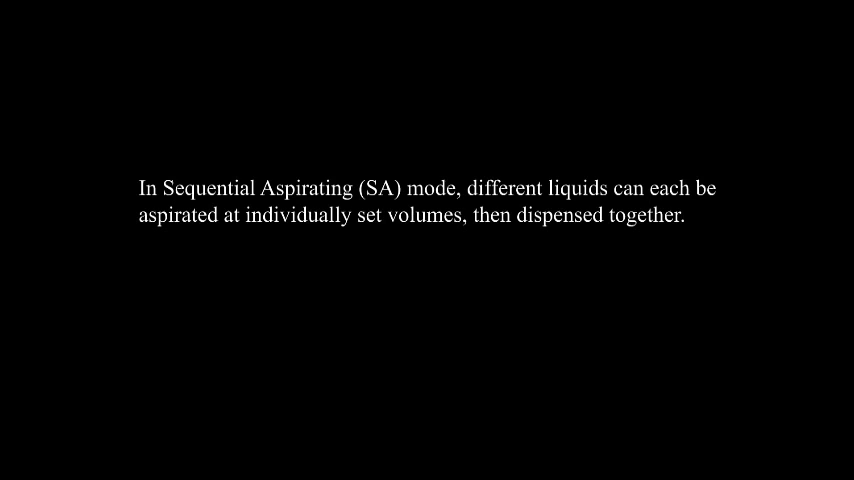 In Sequential Aspirating (SA) mode, different liquids can each be
aspirated at individually set volumes, then dispensed together.